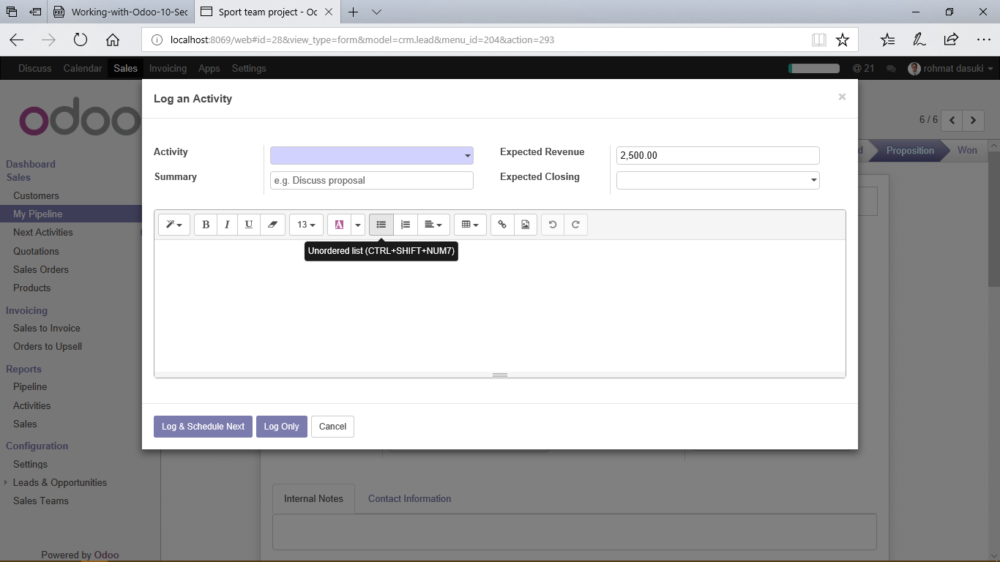 Working-with-Odoo-10-Sec
Sport team project - Oc
localhost:8069/web#id=28&view_type=form&model=crm.lead&menu_id=204&action=293
Discuss Calendar Sales Invoicing Apps Settings @ 21 rohmat dasuki
Log an Activity
×
odoo
6 / 6
Activity
Expected Revenue 2,500.00
d Proposition Won
Summary e.g. Discuss proposal
Expected Closing
Dashboard
Sales
Customers
My Pipeline
Next Activities
Quotations
Sales Orders
Products
Invoicing
Sales to Invoice
Orders to Upsell
Reports
Pipeline
Activities
Sales
Configuration
Settings
Leads & Opportunities
Sales Teams
Powered by Odoo
B I U 13 A
Unordered list (CTRL+SHIFT+NUM7)
Log & Schedule Next Log Only Cancel
Internal Notes Contact Information